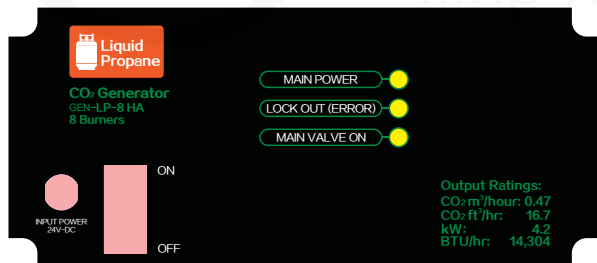 Liquid
Propane
CO₂ Generator
GEN-LP-8 HA
8 Burners
MAIN POWER
LOCK OUT (ERROR)
MAIN VALVE ON
ON
INPUT POWER
24V-DC
OFF
Output Ratings:
CO₂ m³/hour: 0.47
CO₂ ft³/hr: 16.7
kW: 4.2
BTU/hr: 14,304